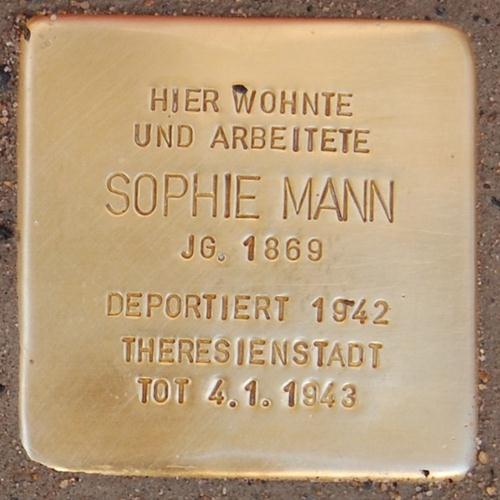 HIER WOHNTE
UND ARBEITETE
SOPHIE MANN
JG. 1869
DEPORTIERT 1942
THERESIENSTADT
TOT 4.1.1943